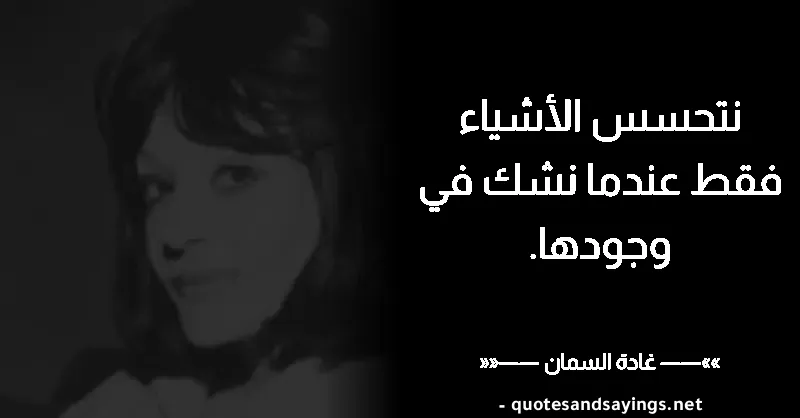 نتحسس الأشياء
فقط عندما نشك في
وجودها.
»»—— غادة السمان ——««
- quotesandsayings.net